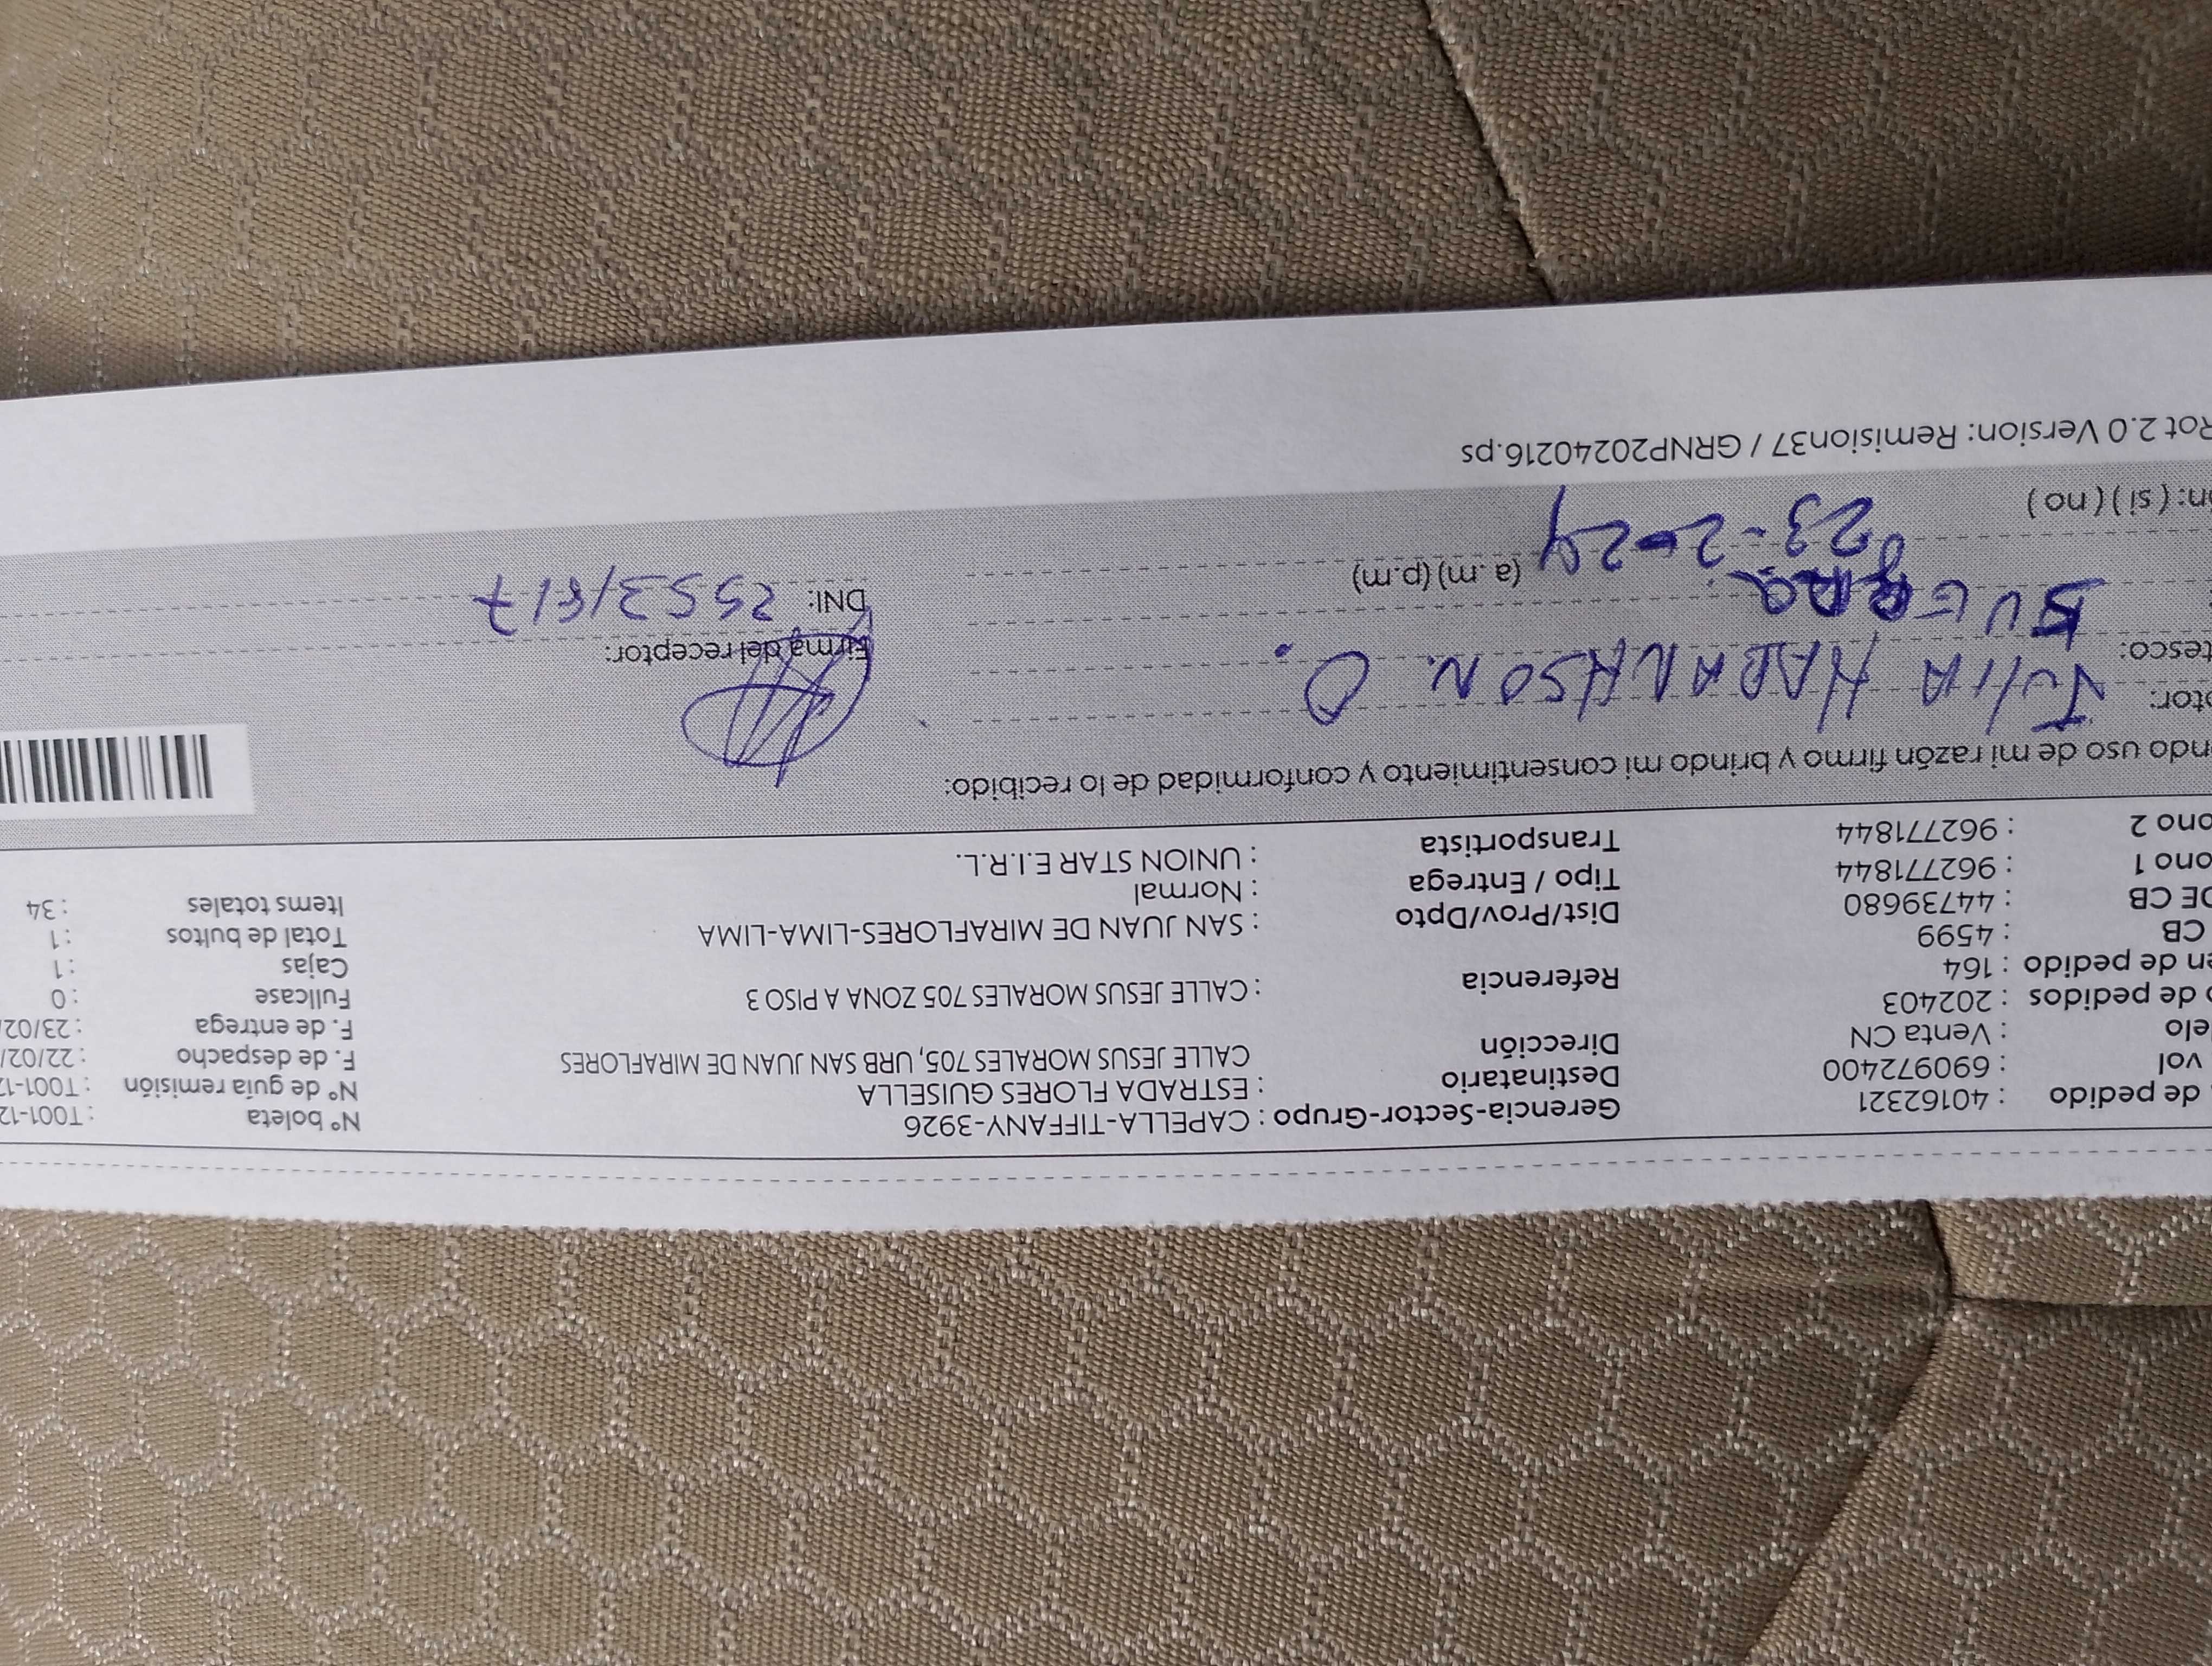 de pedido : 40162321 Gerencia-Sector-Grupo : CAPELLA-TIFFANY-3926 N° boleta : T001-12
vol : 690972400 Destinatario : ESTRADA FLORES GUISELLA N° de guía remisión : T001-12
elo : Venta CN Dirección CALLE JESUS MORALES 705, URB SAN JUAN DE MIRAFLORES F. de despacho : 22/02/
o de pedidos : 202403 F. de entrega : 23/02/
en de pedido : 164 Referencia : CALLE JESUS MORALES 705 ZONA A PISO 3 Fullcase : 0
CB : 4599 Cajas : 1
DE CB : 44739680 Dist/Prov/Dpto : SAN JUAN DE MIRAFLORES-LIMA-LIMA Total de bultos : 1
ono 1 : 962771844 Tipo / Entrega : Normal Items totales : 34
ono 2 : 962771844 Transportista : UNION STAR E.I.R.L.
ndo uso de mi razón firmo y brindo mi consentimiento y conformidad de lo recibido:
ptor: Julia
tesco: SUEGRA Firma del receptor:
(a.m) (p.m) DNI:
23-2-24
on: ( si ) ( no )
Rot 2.0 Version: Remision37 / GRNP20240216.ps